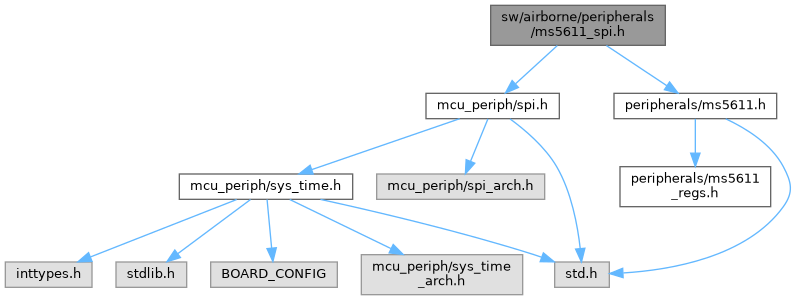 sw/airborne/peripherals
/ms5611_spi.h
mcu_periph/spi.h
peripherals/ms5611.h
mcu_periph/sys_time.h
mcu_periph/spi_arch.h
peripherals/ms5611
_regs.h
inttypes.h
stdlib.h
BOARD_CONFIG
mcu_periph/sys_time
_arch.h
std.h